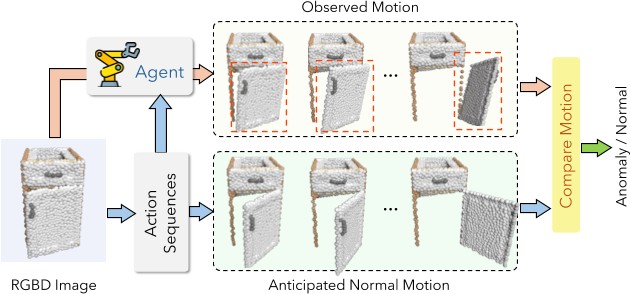 Observed Motion
Agent
...
Compare Motion
Anomaly / Normal
Action
Sequences
...
RGBD Image
Anticipated Normal Motion